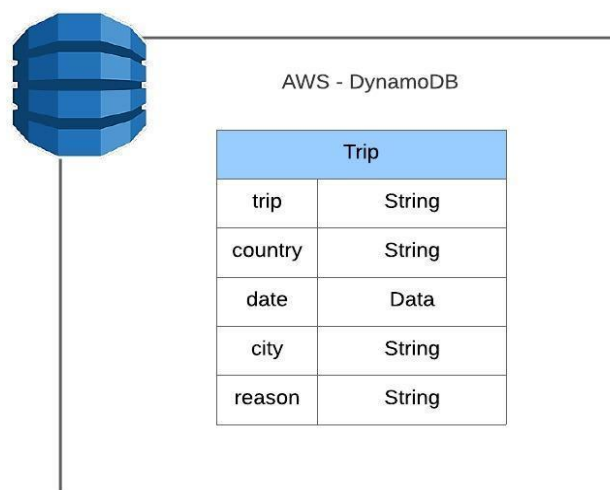 AWS - DynamoDB
Trip
trip String
country String
date Data
city String
reason String